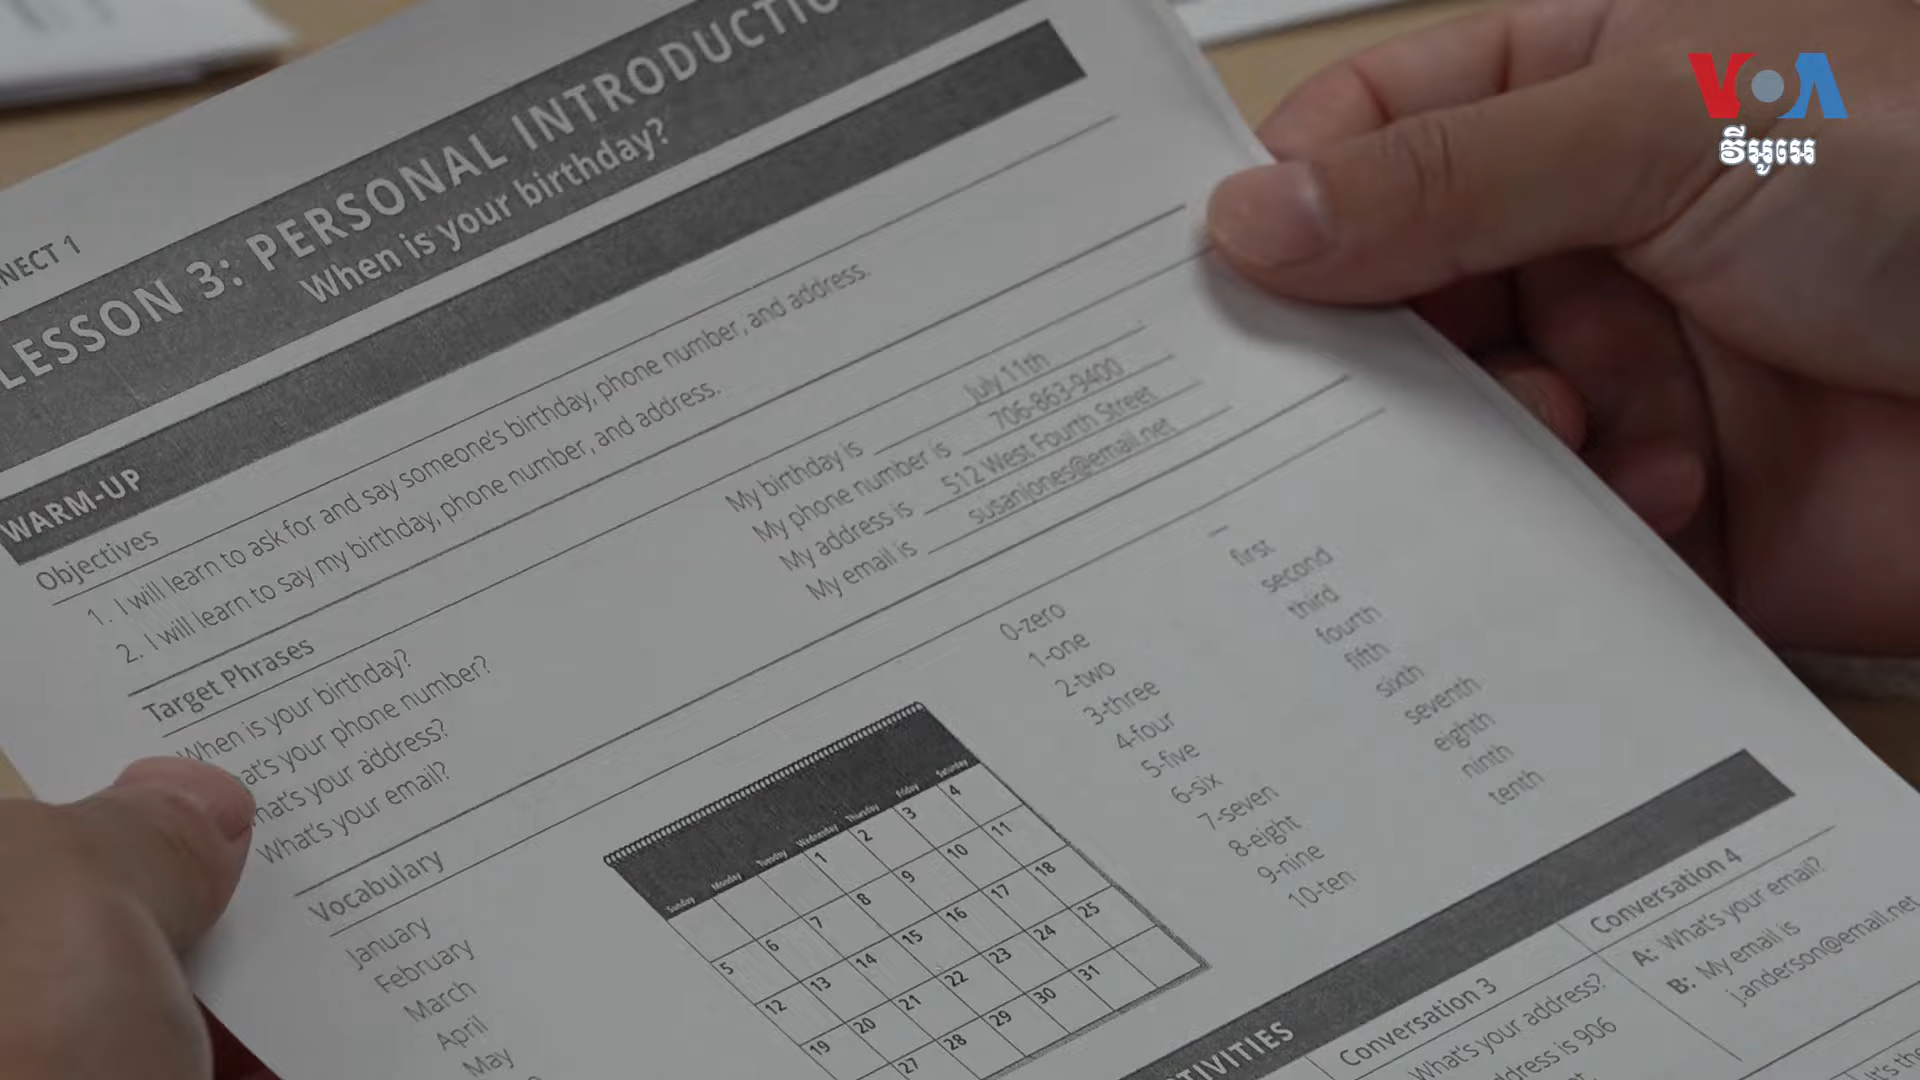 VOA
វីអូអេ
NECT 1
LESSON 3: PERSONAL INTRODUCTIO
When is your birthday?
WARM-UP
Objectives
1. I will learn to ask for and say someone's birthday, phone number, and address.
2. I will learn to say my birthday, phone number, and address.
Target Phrases
When is your birthday?
hat's your phone number?
hat's your address?
What's your email?
My birthday is July 11th
My phone number is 706-863-9400
My address is 512 West Fourth Street
My email is susanjones@email.net
Vocabulary
January
February
March
April
May
Sunday Monday Tuesday Wednesday Thursday Friday Saturday
1 2 3 4
5 6 7 8 9 10 11
12 13 14 15 16 17 18
19 20 21 22 23 24 25
27 28 29 30 31
0-zero
1-one
2-two
3-three
4-four
5-five
6-six
7-seven
8-eight
9-nine
10-ten
—
first
second
third
fourth
fifth
sixth
seventh
eighth
ninth
tenth
TIVITIES
Conversation 3
What's your address?
dress is 906
Conversation 4
A: What's your email?
B: My email is
j.anderson@email.net
It's the